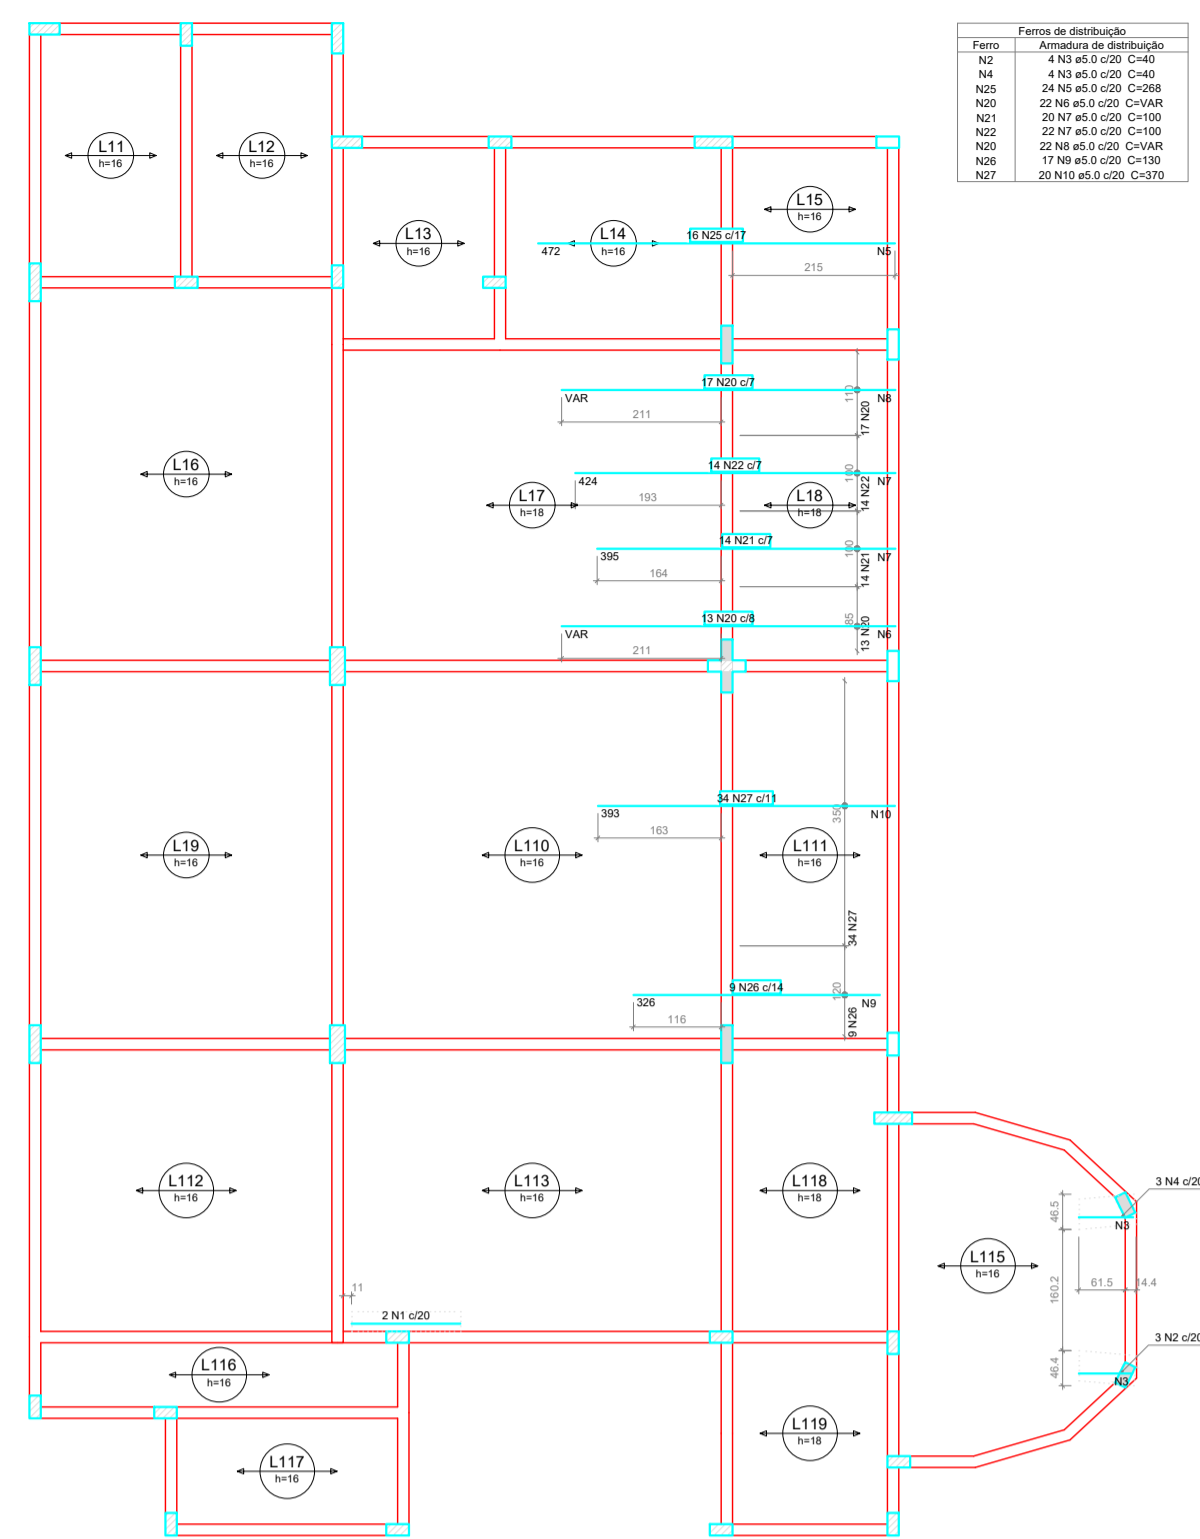 Ferros de distribuição
Ferro Armadura de distribuição
N2 4 N3 ø5.0 c/20 C=40
N4 4 N3 ø5.0 c/20 C=40
N25 24 N5 ø5.0 c/20 C=268
N20 22 N6 ø5.0 c/20 C=VAR
N21 20 N7 ø5.0 c/20 C=100
N22 22 N7 ø5.0 c/20 C=100
N20 22 N8 ø5.0 c/20 C=VAR
N26 17 N9 ø5.0 c/20 C=130
N27 20 N10 ø5.0 c/20 C=370
L11
h=16
L12
h=16
L13
h=16
L14
h=16
L15
h=16
16 N25 c/17
472
N5
215
17 N20 c/7
VAR
N8
211
110
17 N20
L16
h=16
14 N22 c/7
424
N7
193
100
14 N22
L17
h=18
L18
h=18
14 N21 c/7
395
N7
164
100
14 N21
13 N20 c/8
VAR
N6
211
85
13 N20
34 N27 c/11
393
N10
163
350
34 N27
L19
h=16
L110
h=16
L111
h=16
9 N26 c/14
326
N9
116
120
9 N26
L112
h=16
L113
h=16
L118
h=18
3 N4 c/20
46.5
N3
L115
h=16
61.5
14.4
160.2
11
2 N1 c/20
3 N2 c/20
46.4
N3
L116
h=16
L119
h=18
L117
h=16